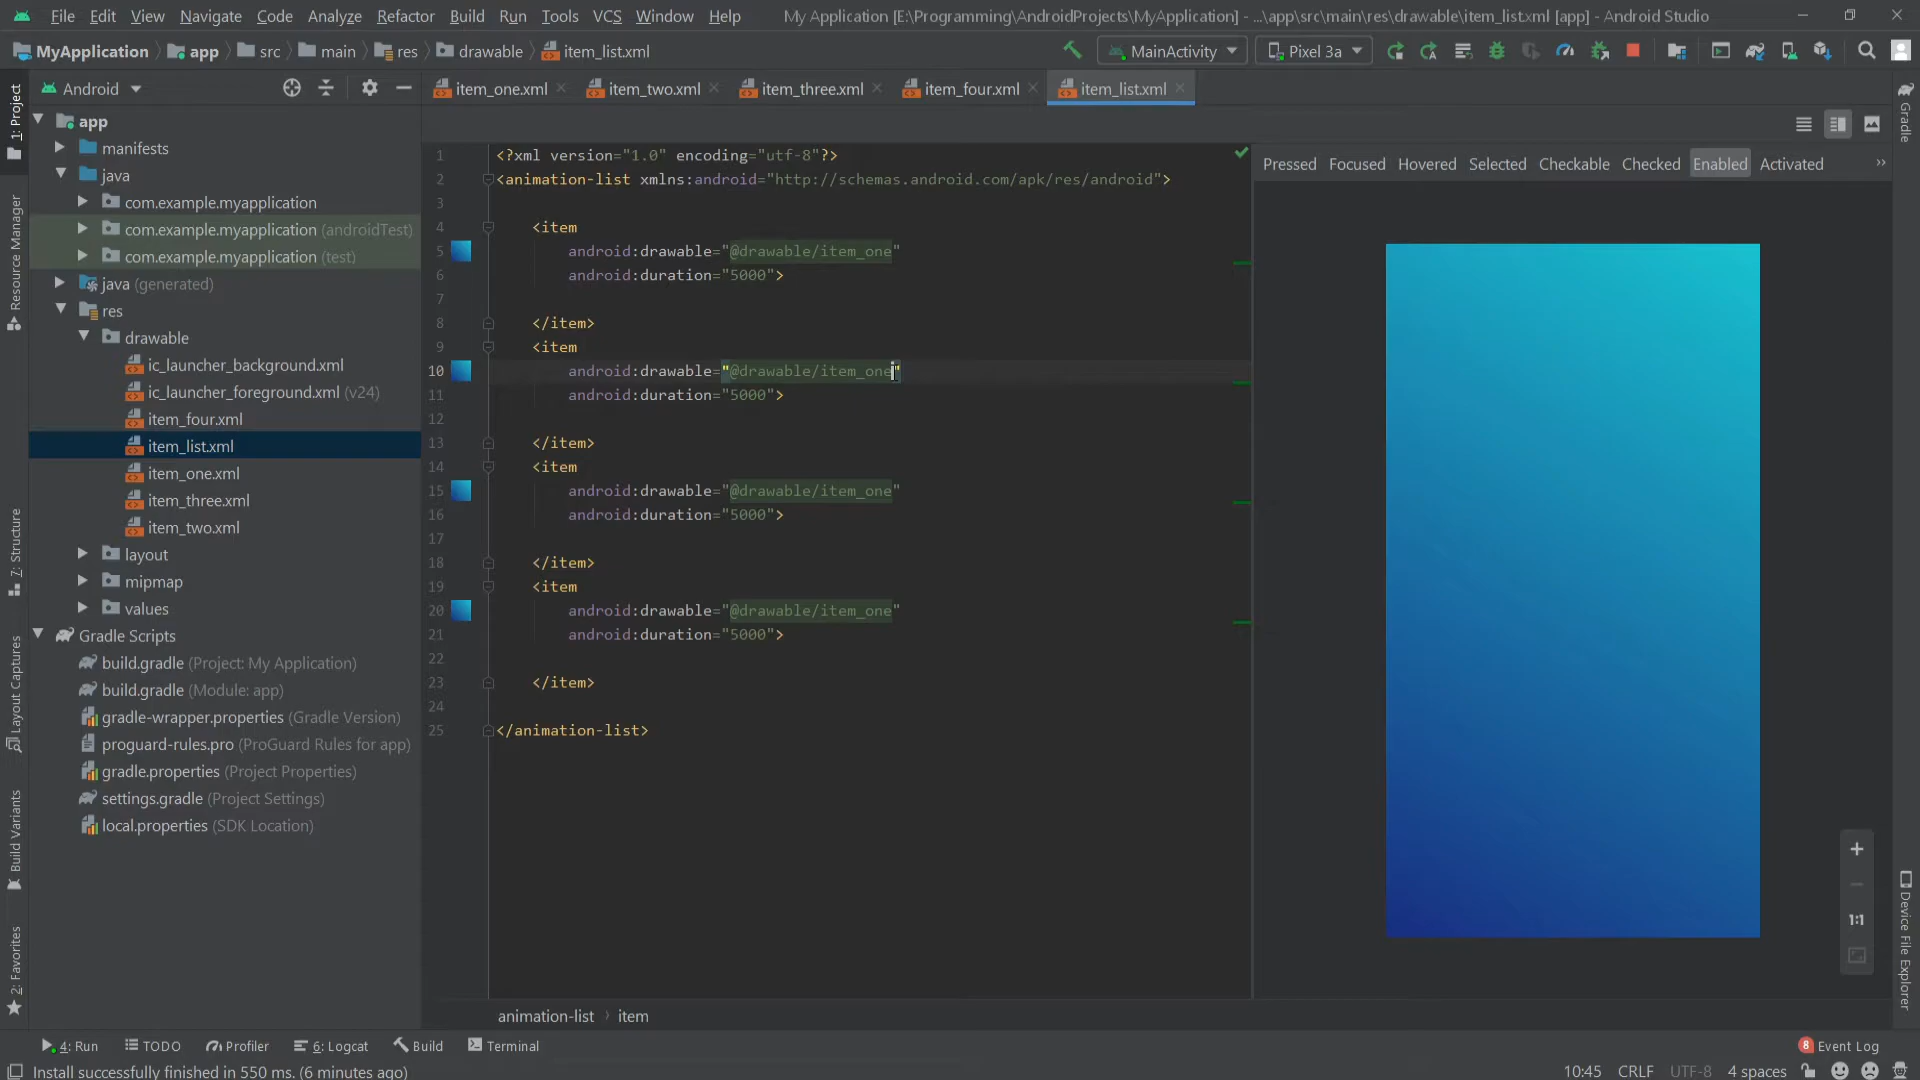 File Edit View Navigate Code Analyze Refactor Build Run Tools VCS Window Help My Application [E:\Programming\AndroidProjects\MyApplication] - ...\app\src\main\res\drawable\item_list.xml [app] - Android Studio
MyApplication app src main res drawable item_list.xml MainActivity Pixel 3a
1: Project
Resource Manager
7: Structure
Layout Captures
Build Variants
2: Favorites
Android
app
manifests
java
com.example.myapplication
com.example.myapplication (androidTest)
com.example.myapplication (test)
java (generated)
res
drawable
ic_launcher_background.xml
ic_launcher_foreground.xml (v24)
item_four.xml
item_list.xml
item_one.xml
item_three.xml
item_two.xml
layout
mipmap
values
Gradle Scripts
build.gradle (Project: My Application)
build.gradle (Module: app)
gradle-wrapper.properties (Gradle Version)
proguard-rules.pro (ProGuard Rules for app)
gradle.properties (Project Properties)
settings.gradle (Project Settings)
local.properties (SDK Location)
item_one.xml item_two.xml item_three.xml item_four.xml item_list.xml
1 <?xml version="1.0" encoding="utf-8"?>
2 <animation-list xmlns:android="http://schemas.android.com/apk/res/android">
3
4 <item
5 android:drawable="@drawable/item_one"
6 android:duration="5000">
7
8 </item>
9 <item
10 android:drawable="@drawable/item_one"
11 android:duration="5000">
12
13 </item>
14 <item
15 android:drawable="@drawable/item_one"
16 android:duration="5000">
17
18 </item>
19 <item
20 android:drawable="@drawable/item_one"
21 android:duration="5000">
22
23 </item>
24
25 </animation-list>
animation-list › item
Pressed Focused Hovered Selected Checkable Checked Enabled Activated »
1:1
Gradle
Device File Explorer
4: Run TODO Profiler 6: Logcat Build Terminal 8 Event Log
Install successfully finished in 550 ms. (6 minutes ago) 10:45 CRLF UTF-8 4 spaces